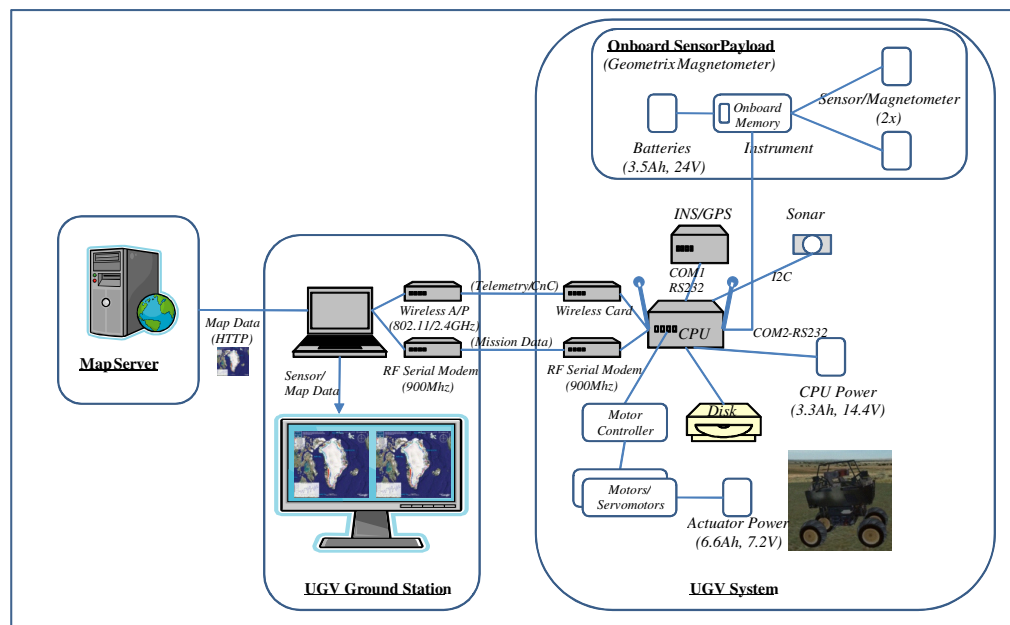 Onboard SensorPayload
(Geometrix Magnetometer)
Onboard
Memory
Sensor/Magnetometer
(2x)
Batteries
(3.5Ah, 24V)
Instrument
INS/GPS
Sonar
COM1
RS232
I2C
(Telemetry/CnC)
Wireless A/P
(802.11/2.4GHz)
Wireless Card
CPU
COM2-RS232
Map Data
(HTTP)
(Mission Data)
MapServer
Sensor/
Map Data
RF Serial Modem
(900Mhz)
RF Serial Modem
(900Mhz)
CPU Power
(3.3Ah, 14.4V)
Motor
Controller
Disk
Motors/
Servomotors
Actuator Power
(6.6Ah, 7.2V)
UGV Ground Station
UGV System